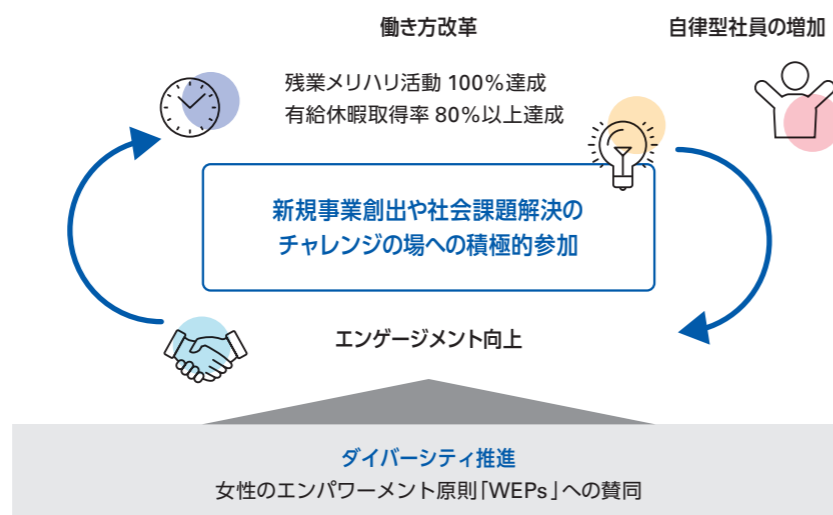 働き方改革
自律型社員の増加
残業メリハリ活動 100%達成
有給休暇取得率 80%以上達成
新規事業創出や社会課題解決の
チャレンジの場への積極的参加
エンゲージメント向上
ダイバーシティ推進
女性のエンパワーメント原則「WEPs」への賛同